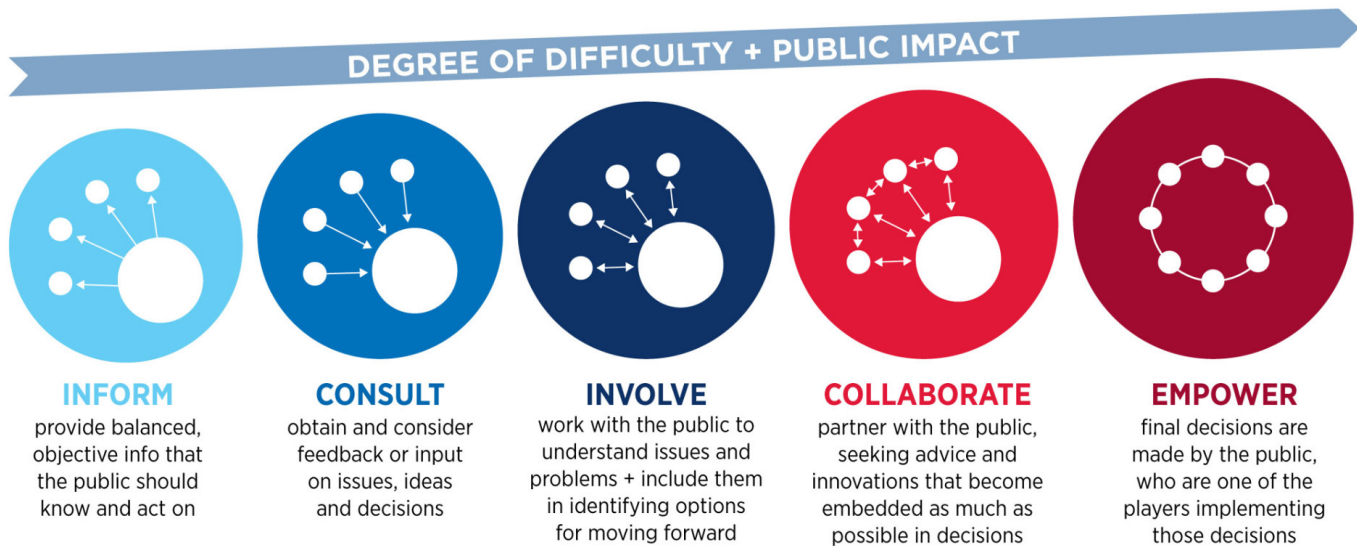 DEGREE OF DIFFICULTY + PUBLIC IMPACT
INFORM
provide balanced,
objective info that
the public should
know and act on
CONSULT
obtain and consider
feedback or input
on issues, ideas
and decisions
INVOLVE
work with the public to
understand issues and
problems + include them
in identifying options
for moving forward
COLLABORATE
partner with the public,
seeking advice and
innovations that become
embedded as much as
possible in decisions
EMPOWER
final decisions are
made by the public,
who are one of the
players implementing
those decisions